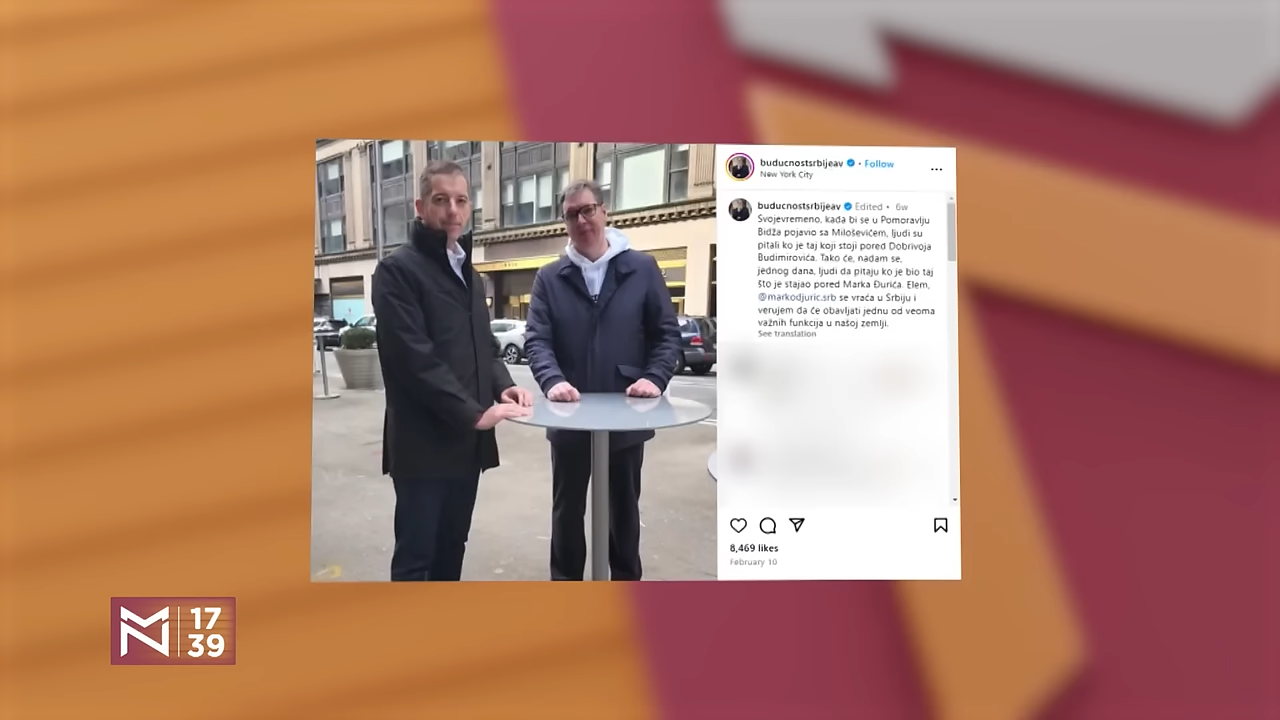 buducnostsrbijeav • Follow
New York City
buducnostsrbijeav Edited • 6w
Svojevremeno, kada bi se u Pomoravlju
Bidža pojavio sa Miloševićem, ljudi su
pitali ko je taj koji stoji pored Dobrivoja
Budimirovića. Tako će, nadam se,
jednog dana, ljudi da pitaju ko je bio taj
što je stajao pored Marka Đurića. Elem,
@markodjuric.srb se vraća u Srbiju i
verujem da će obavljati jednu od veoma
važnih funkcija u našoj zemlji.
See translation
8,469 likes
February 10
17
39